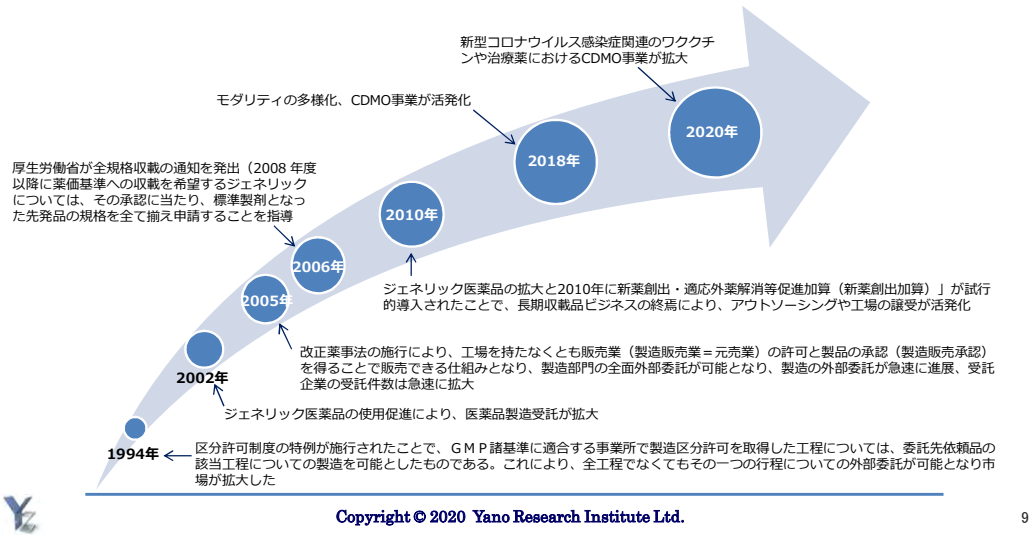 新型コロナウイルス感染症関連のワククチ
ンや治療薬におけるCDMO事業が拡大
モダリティの多様化、CDMO事業が活発化
2020年
2018年
厚生労働省が全規格収載の通知を発出（2008 年度
以降に薬価基準への収載を希望するジェネリック
については、その承認に当たり、標準製剤となっ
た先発品の規格を全て揃え申請することを指導
2010年
2006年
ジェネリック医薬品の拡大と2010年に新薬創出・適応外薬解消等促進加算（新薬創出加算）」が試行
的導入されたことで、長期収載品ビジネスの終焉により、アウトソーシングや工場の譲受が活発化
2005年
改正薬事法の施行により、工場を持たなくとも販売業（製造販売業＝元売業）の許可と製品の承認（製造販売承認）
を得ることで販売できる仕組みとなり、製造部門の全面外部委託が可能となり、製造の外部委託が急速に進展、受託
企業の受託件数は急速に拡大
2002年
ジェネリック医薬品の使用促進により、医薬品製造受託が拡大
1994年
区分許可制度の特例が施行されたことで、ＧＭＰ諸基準に適合する事業所で製造区分許可を取得した工程については、委託先依頼品の
該当工程についての製造を可能としたものである。これにより、全工程でなくてもその一つの行程についての外部委託が可能となり市
場が拡大した
Copyright © 2020 Yano Research Institute Ltd.
9